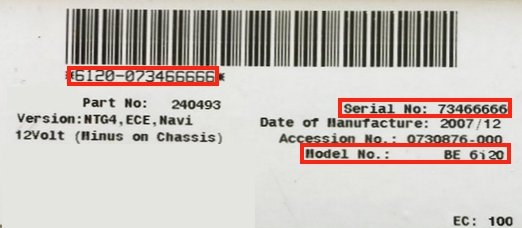 *6120-073466666*
Part No: 240493
Version:NTG4,ECE,Navi
12Volt (Minus on Chassis)
Serial No: 73466666
Date of Manufacture: 2007/12
Accession No.: 0730876-000
Model No.: BE 6120
EC: 100